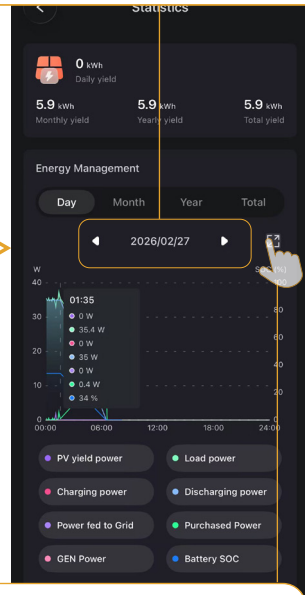 Statistics
0 kWh
Daily yield
5.9 kWh 5.9 kWh 5.9 kWh
Monthly yield Yearly yield Total yield
Energy Management
Day Month Year Total
2026/02/27
W SOC (%)
40 100
30 80
20 60
10 40
0 20
0
00:00 06:00 12:00 18:00 24:00
01:35
0 W
35.4 W
0 W
35 W
0 W
0.4 W
34 %
PV yield power Load power
Charging power Discharging power
Power fed to Grid Purchased Power
GEN Power Battery SOC